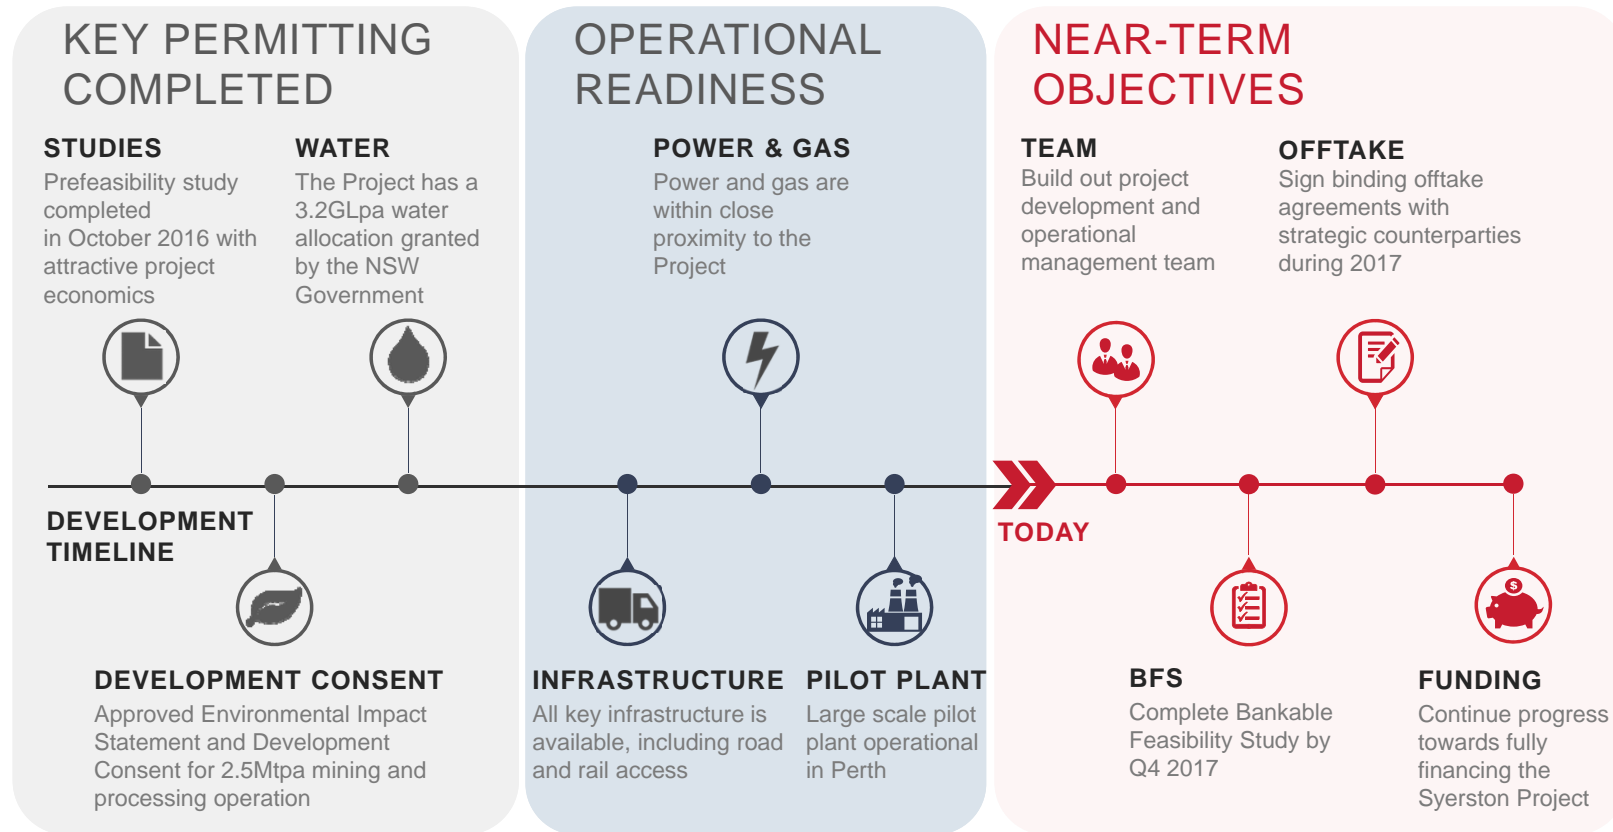 KEY PERMITTING
COMPLETED
STUDIES
Prefeasibility study
completed
in October 2016 with
attractive project
economics
WATER
The Project has a
3.2GLpa water
allocation granted
by the NSW
Government
DEVELOPMENT
TIMELINE
DEVELOPMENT CONSENT
Approved Environmental Impact
Statement and Development
Consent for 2.5Mtpa mining and
processing operation
OPERATIONAL
READINESS
POWER & GAS
Power and gas are
within close
proximity to the
Project
INFRASTRUCTURE
All key infrastructure is
available, including road
and rail access
PILOT PLANT
Large scale pilot
plant operational
in Perth
NEAR-TERM
OBJECTIVES
TEAM
Build out project
development and
operational
management team
OFFTAKE
Sign binding offtake
agreements with
strategic counterparties
during 2017
TODAY
BFS
Complete Bankable
Feasibility Study by
Q4 2017
$
FUNDING
Continue progress
towards fully
financing the
Syerston Project